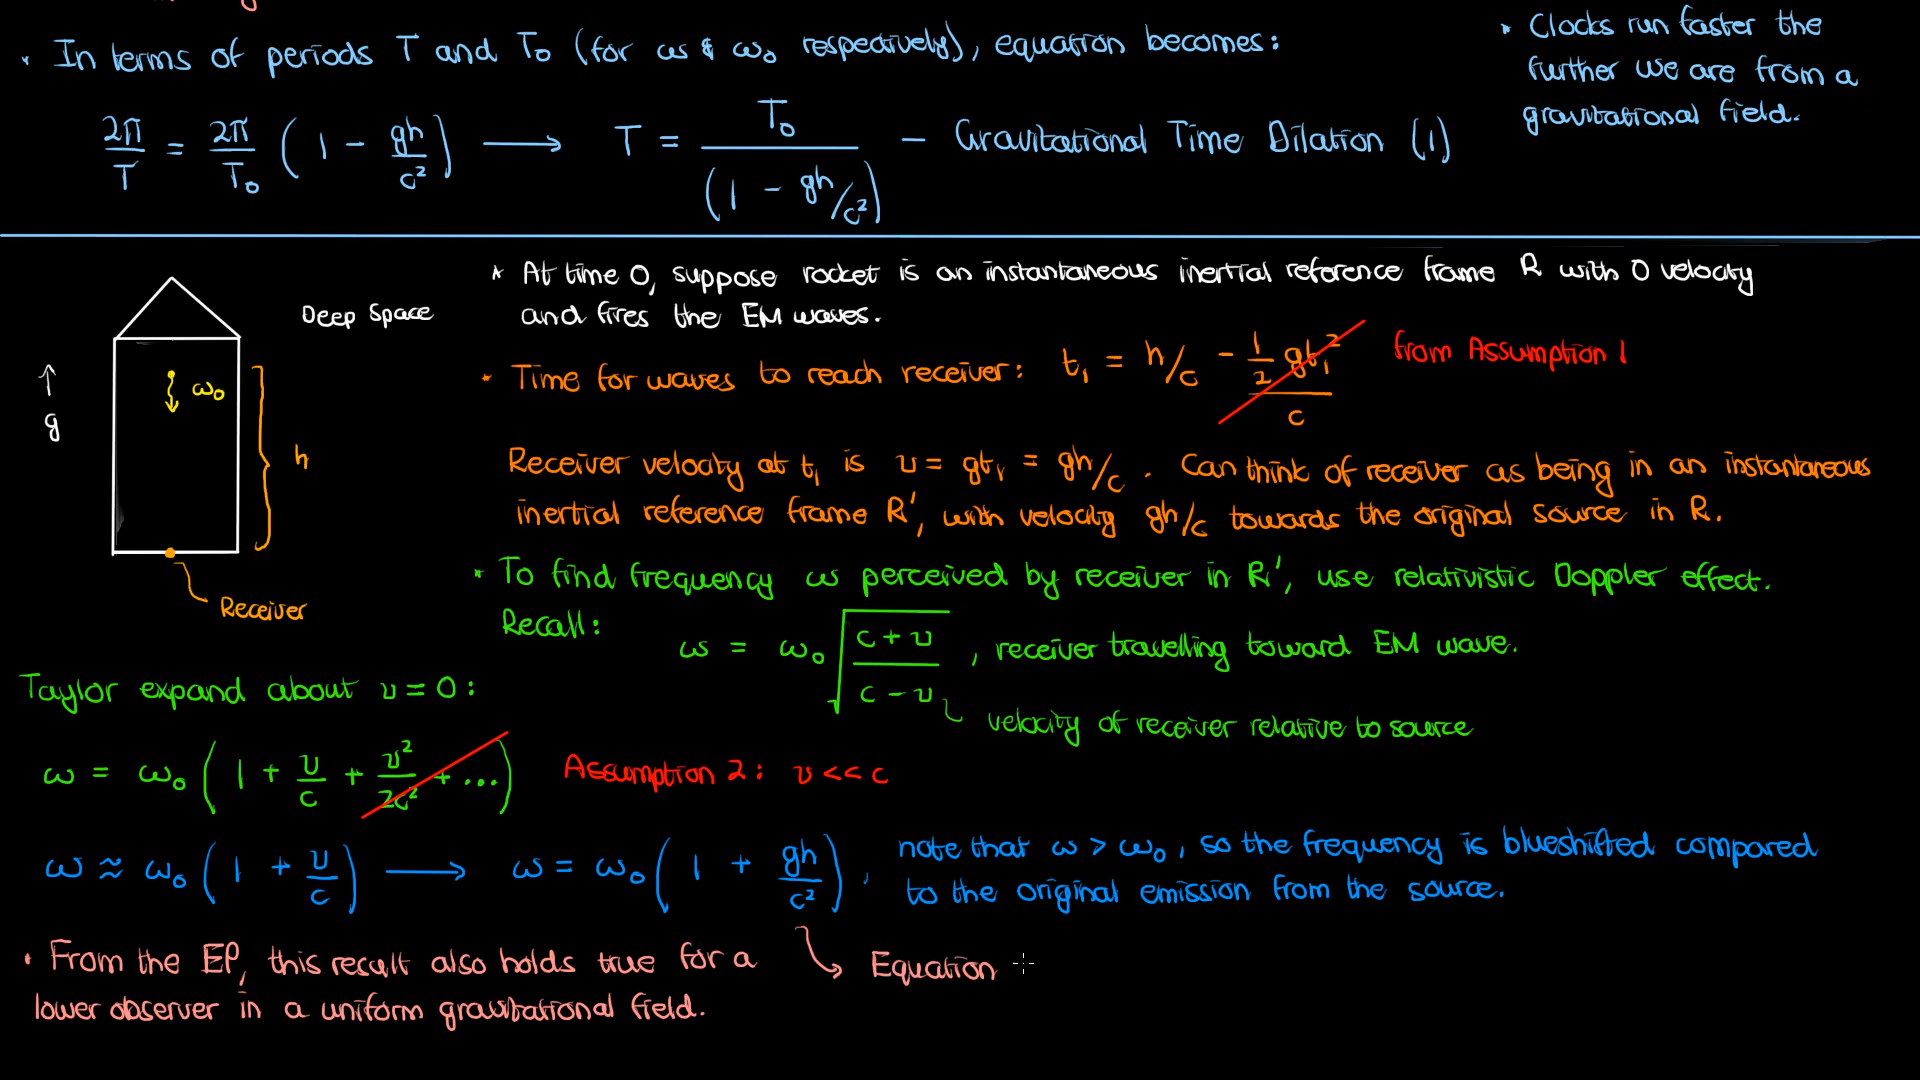 • In terms of periods T and T₀ (for ω & ω₀ respectively), equation becomes:
2π/T = 2π/T₀ (1 - gh/c²) ⟶ T = T₀/(1 - gh/c²) - Gravitational Time Dilation (1)
* Clocks run faster the
further we are from a
gravitational field.
Deep Space
↑
g
ω₀
h
Receiver
* At time 0, suppose rocket is an instantaneous inertial reference frame R with 0 velocity
and fires the EM waves.
• Time for waves to reach receiver: t₁ = h/c - ½gt₁²/c from Assumption 1
Receiver velocity at t₁ is v = gt₁ = gh/c. Can think of receiver as being in an instantaneous
inertial reference frame R', with velocity gh/c towards the original source in R.
* To find frequency ω perceived by receiver in R', use relativistic Doppler effect.
Recall: ω = ω₀ √((c+v)/(c-v)), receiver travelling toward EM wave.
velocity of receiver relative to source
Taylor expand about v=0:
ω = ω₀ (1 + v/c + v²/2c² + ...) Assumption 2: v << c
ω ≈ ω₀ (1 + v/c) ⟶ ω = ω₀ (1 + gh/c²), note that ω > ω₀, so the frequency is blueshifted compared
to the original emission from the source.
• From the EP, this result also holds true for a
lower observer in a uniform gravitational field.
↳ Equation